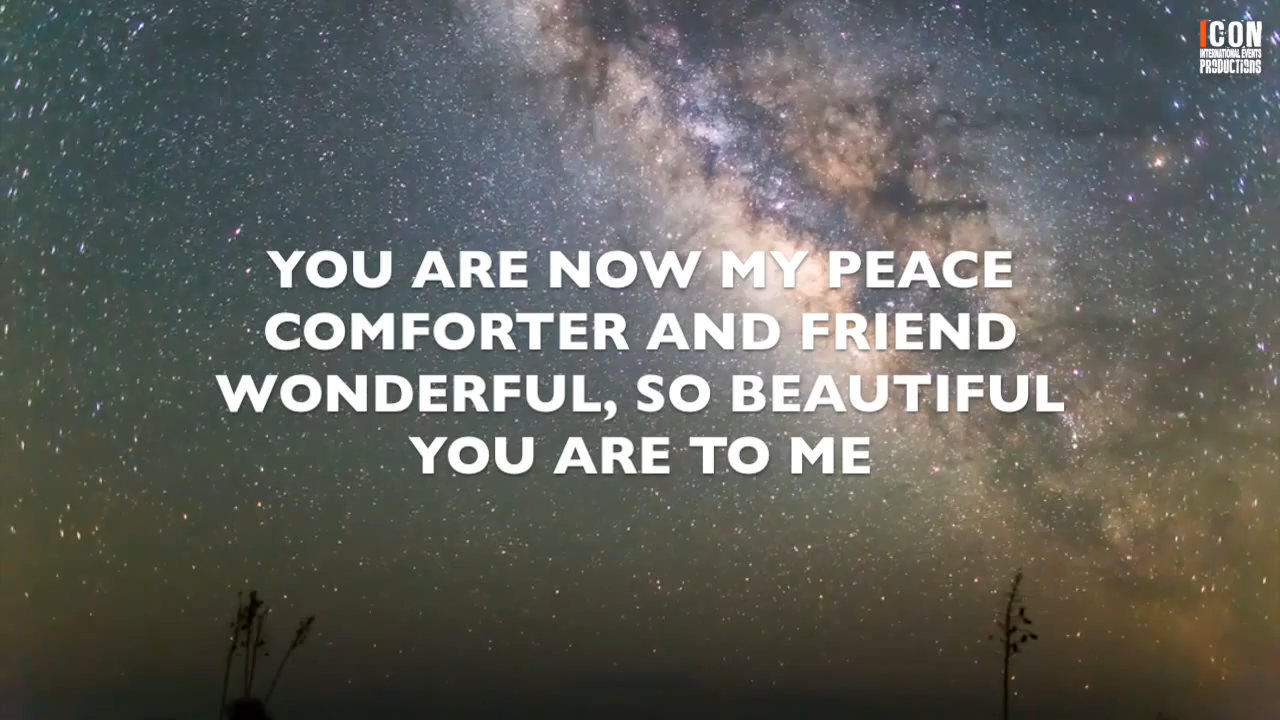 ICON
INTERNATIONAL EVENTS
PRODUCTIONS
YOU ARE NOW MY PEACE
COMFORTER AND FRIEND
WONDERFUL, SO BEAUTIFUL
YOU ARE TO ME